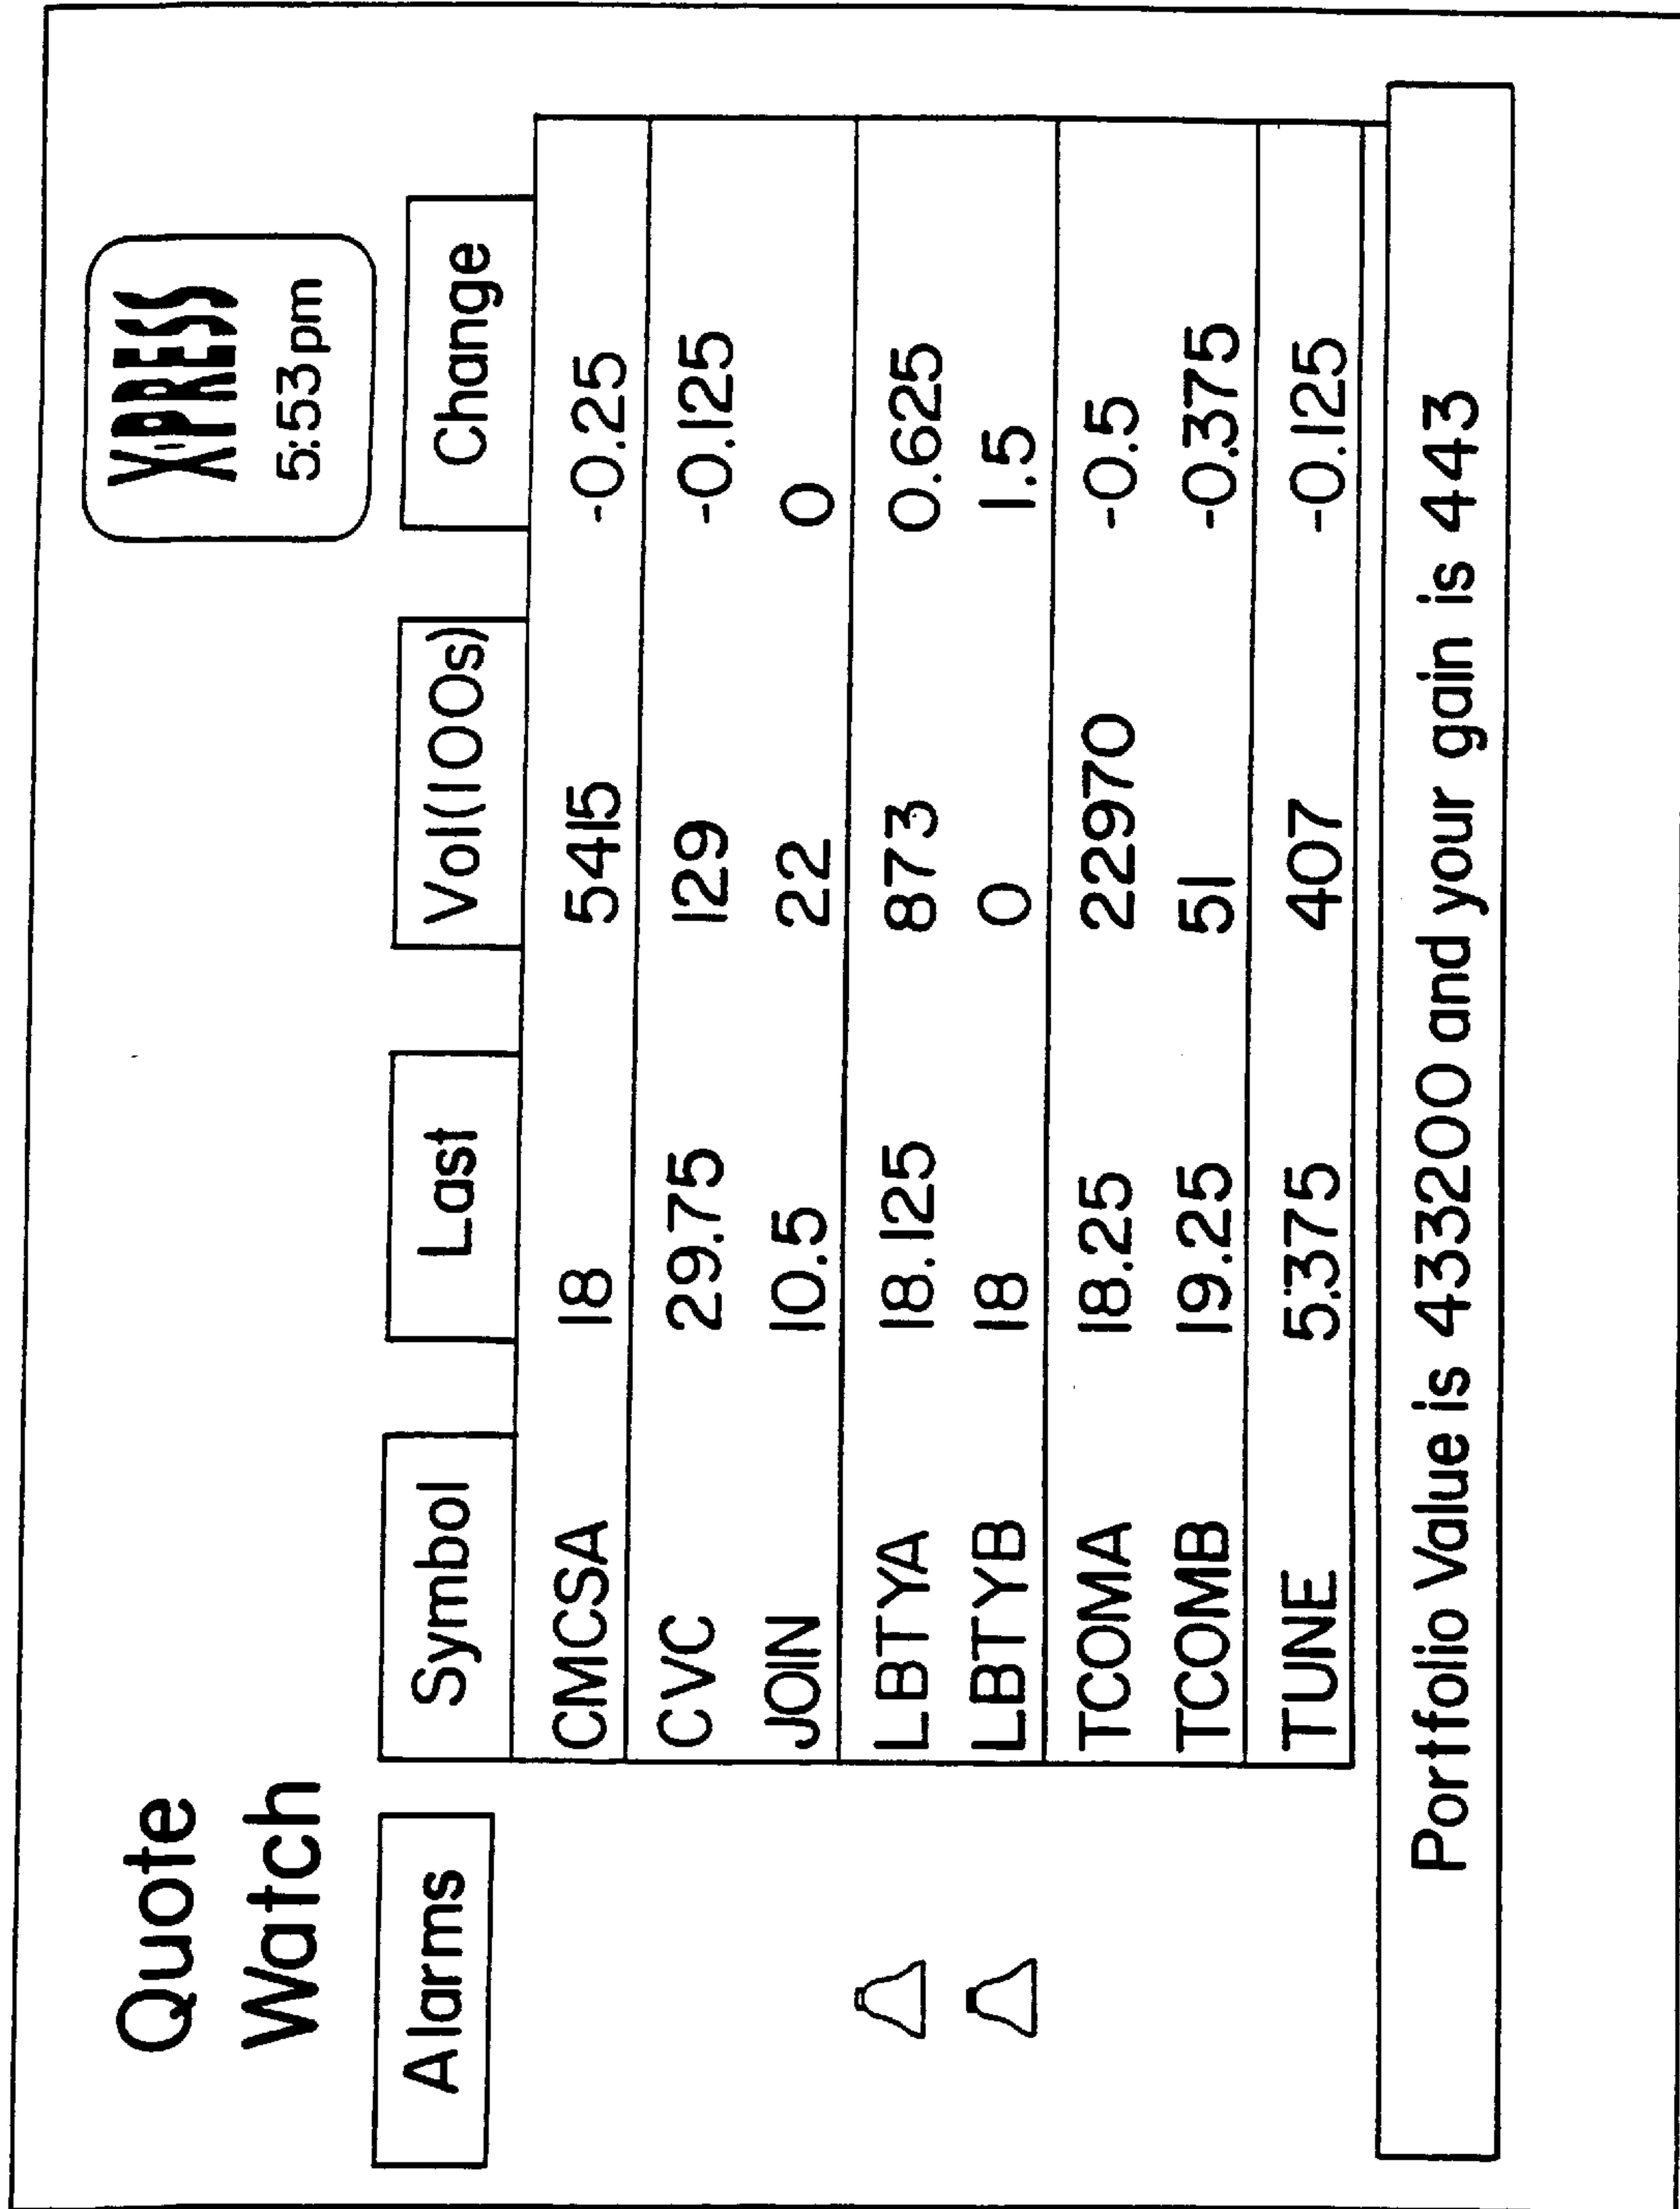 Quote
Watch
X·PRESS
5:53pm
Alarms Symbol Last Vol(100s) Change
CMCSA 18 5415 -0.25
CVC 29.75 129 -0.125
JOIN 10.5 22 0
LBTYA 18.125 873 0.625
LBTYB 18 0 1.5
TCOMA 18.25 22970 -0.5
TCOMB 19.25 51 -0.375
TUNE 5.375 407 -0.125
Portfolio Value is 433200 and your gain is 443